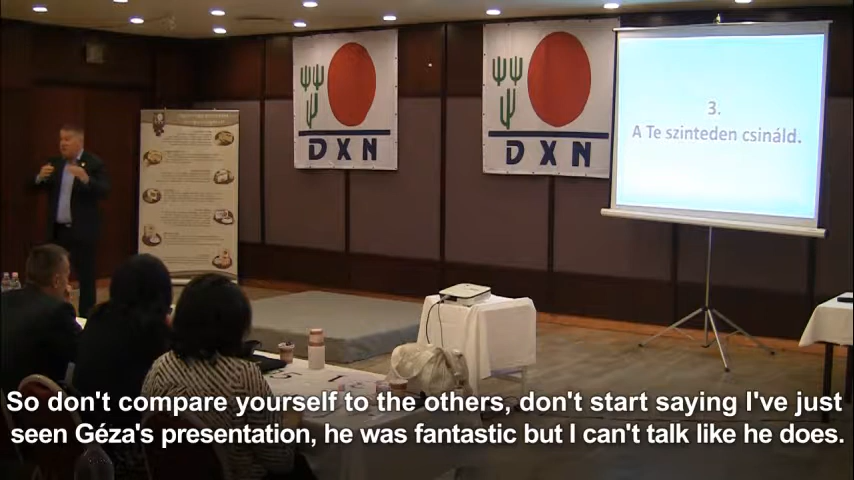 DXN
DXN
3.
A Te szinteden csináld.
So don't compare yourself to the others, don't start saying I've just
seen Géza's presentation, he was fantastic but I can't talk like he does.